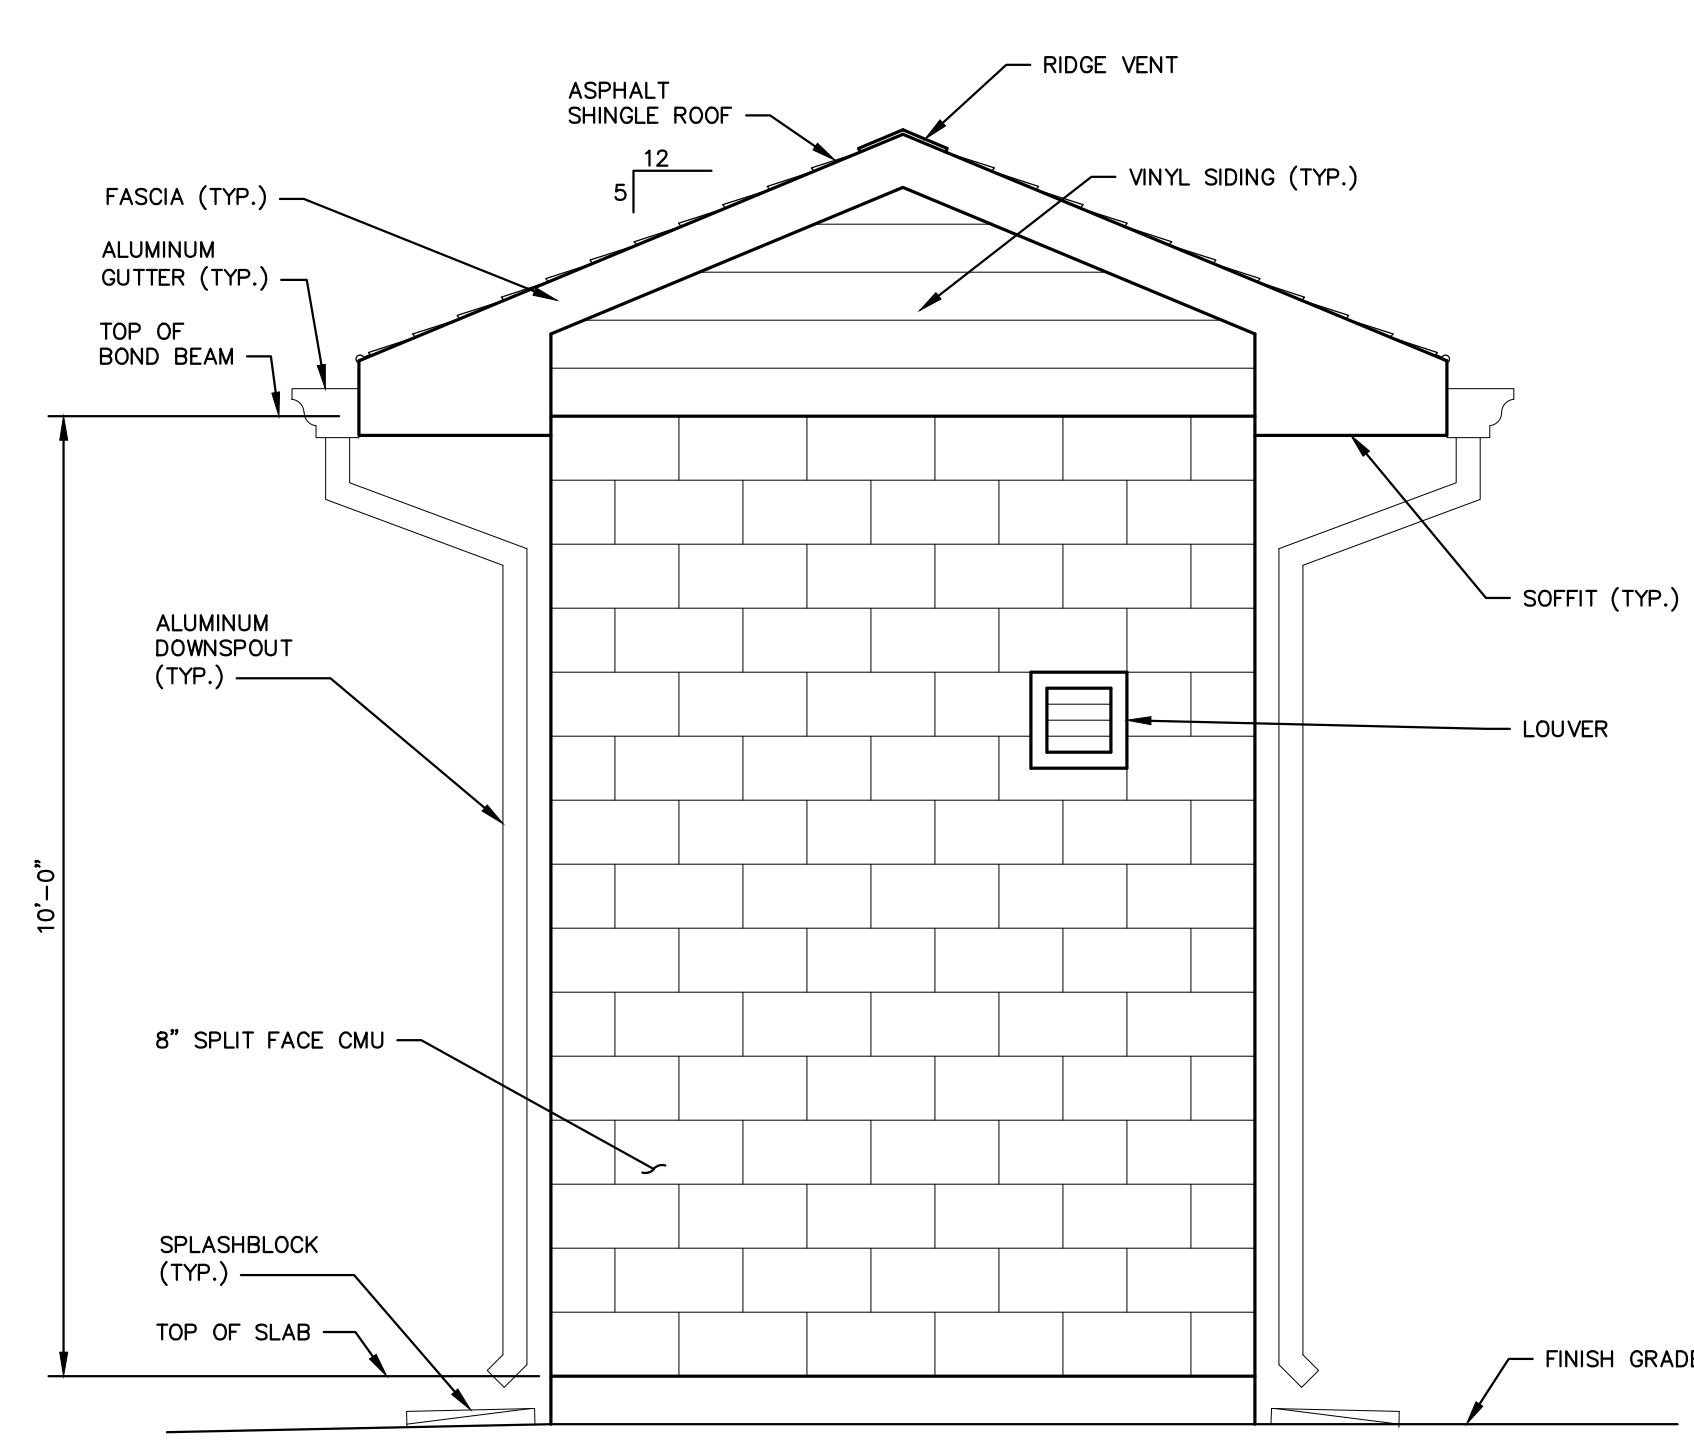 RIDGE VENT
ASPHALT
SHINGLE ROOF
12
5
VINYL SIDING (TYP.)
FASCIA (TYP.)
ALUMINUM
GUTTER (TYP.)
TOP OF
BOND BEAM
SOFFIT (TYP.)
ALUMINUM
DOWNSPOUT
(TYP.)
LOUVER
10'-0"
8" SPLIT FACE CMU
SPLASHBLOCK
(TYP.)
TOP OF SLAB
FINISH GRADE